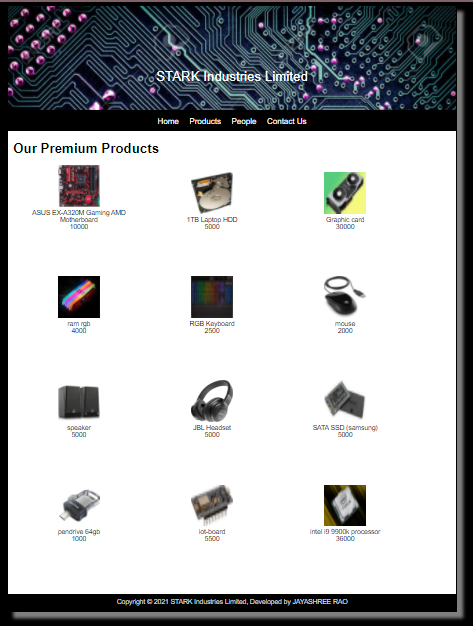 STARK Industries Limited
Home Products People Contact Us
Our Premium Products
ASUS EX-A320M Gaming AMD
Motherboard
10000
1TB Laptop HDD
5000
Graphic card
30000
ram rgb
4000
RGB Keyboard
2500
mouse
2000
speaker
5000
JBL Headset
5000
SATA SSD (samsung)
5000
pendrive 64gb
1000
iot-board
5500
intel i9 9900k processor
36000
Copyright © 2021 STARK Industries Limited, Developed by JAYASHREE RAO